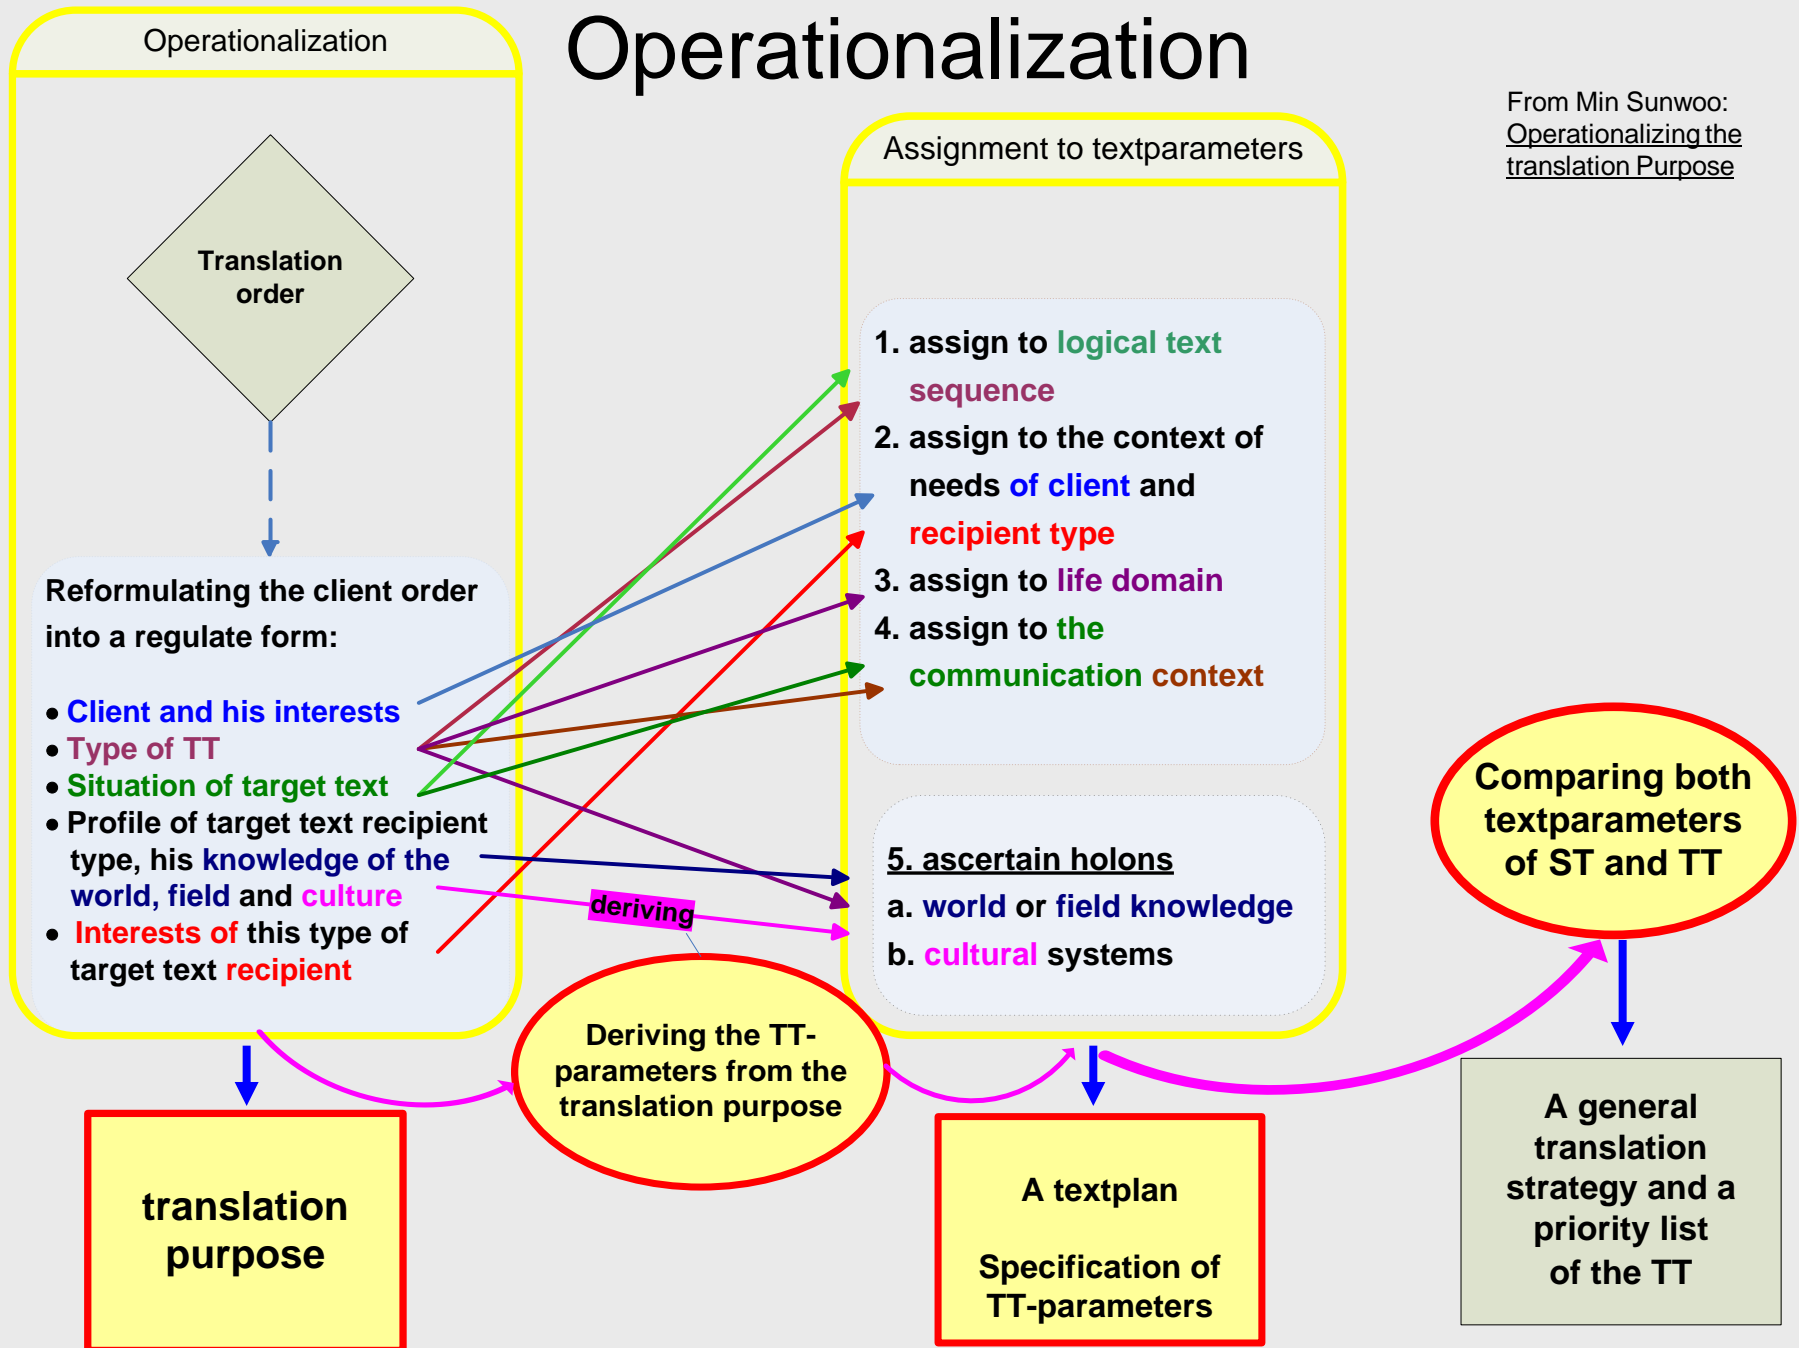 Operationalization
Operationalization
From Min Sunwoo:
Operationalizing the
translation Purpose
Translation
order
Reformulating the client order
into a regulate form:
• Client and his interests
• Type of TT
• Situation of target text
• Profile of target text recipient
type, his knowledge of the
world, field and culture
• Interests of this type of
target text recipient
translation
purpose
deriving
Deriving the TT-
parameters from the
translation purpose
Assignment to textparameters
1. assign to logical text
sequence
2. assign to the context of
needs of client and
recipient type
3. assign to life domain
4. assign to the
communication context
5. ascertain holons
a. world or field knowledge
b. cultural systems
A textplan
Specification of
TT-parameters
Comparing both
textparameters
of ST and TT
A general
translation
strategy and a
priority list
of the TT